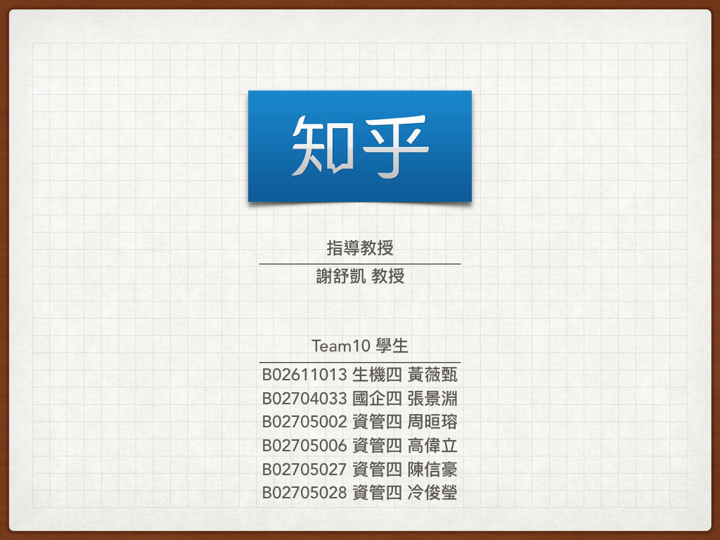 知乎
指導教授
謝舒凱 教授
Team10 學生
B02611013 生機四 黃薇甄
B02704033 國企四 張景淵
B02705002 資管四 周晅瑢
B02705006 資管四 高偉立
B02705027 資管四 陳信豪
B02705028 資管四 冷俊瑩